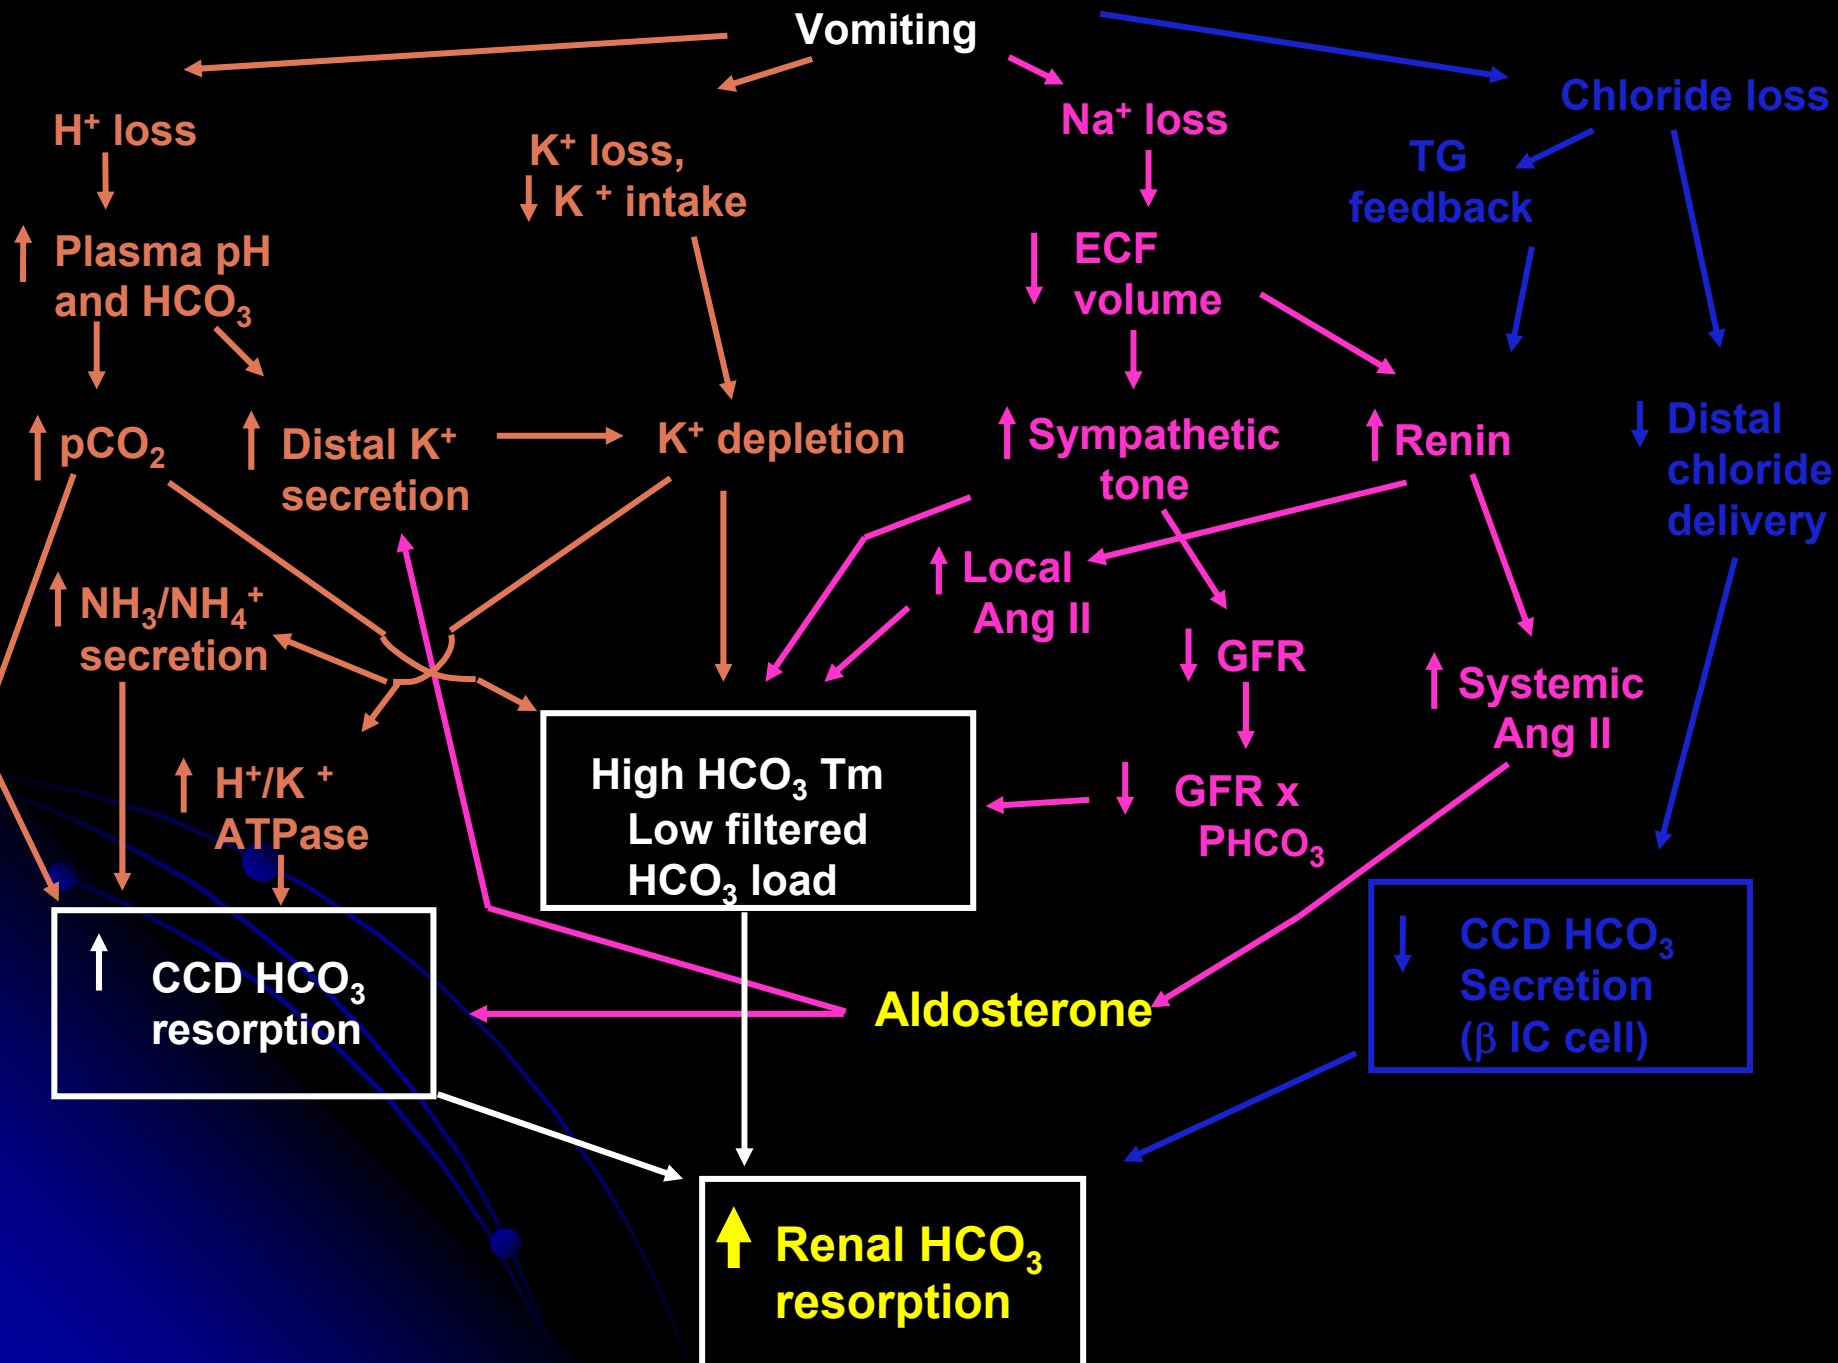 Vomiting
H⁺ loss
K⁺ loss,
↓ K ⁺ intake
Na⁺ loss
Chloride loss
TG
feedback
↑ Plasma pH
and HCO₃
↓ ECF
volume
↑ pCO₂
↑ Distal K⁺
secretion
K⁺ depletion
↑ Sympathetic
tone
↑ Renin
↓ Distal
chloride
delivery
↑ NH₃/NH₄⁺
secretion
↑ Local
Ang II
↓ GFR
↑ Systemic
Ang II
↑ H⁺/K ⁺
ATPase
High HCO₃ Tm
Low filtered
HCO₃ load
↓ GFR x
PHCO₃
↑ CCD HCO₃
resorption
Aldosterone
↓ CCD HCO₃
Secretion
(β IC cell)
↑ Renal HCO₃
resorption